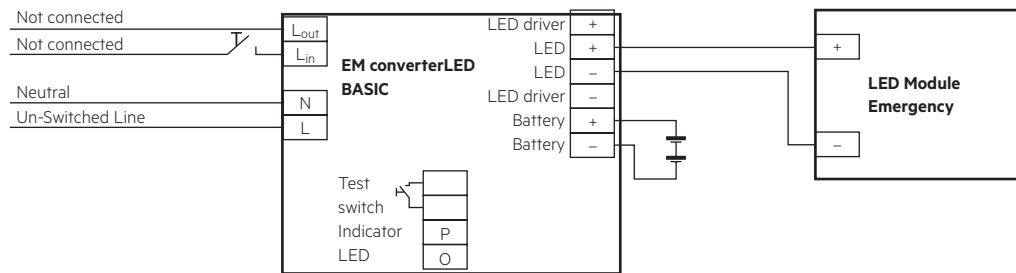 Not connected
Not connected
Neutral
Un-Switched Line
Lout
Lin
N
L
EM converterLED
BASIC
LED driver +
LED +
LED –
LED driver –
Battery +
Battery –
Test
switch
Indicator P
LED O
+
–
LED Module
Emergency